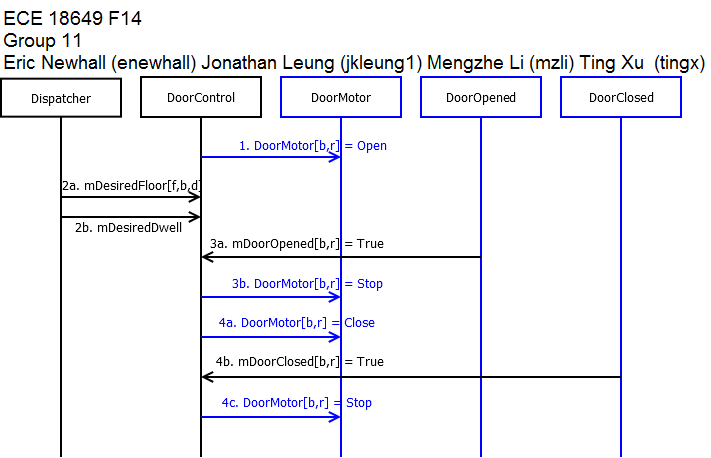 ECE 18649 F14
Group 11
Eric Newhall (enewhall) Jonathan Leung (jkleung1) Mengzhe Li (mzli) Ting Xu (tingx)
Dispatcher DoorControl DoorMotor DoorOpened DoorClosed
1. DoorMotor[b,r] = Open
2a. mDesiredFloor[f,b,d]
2b. mDesiredDwell
3a. mDoorOpened[b,r] = True
3b. DoorMotor[b,r] = Stop
4a. DoorMotor[b,r] = Close
4b. mDoorClosed[b,r] = True
4c. DoorMotor[b,r] = Stop